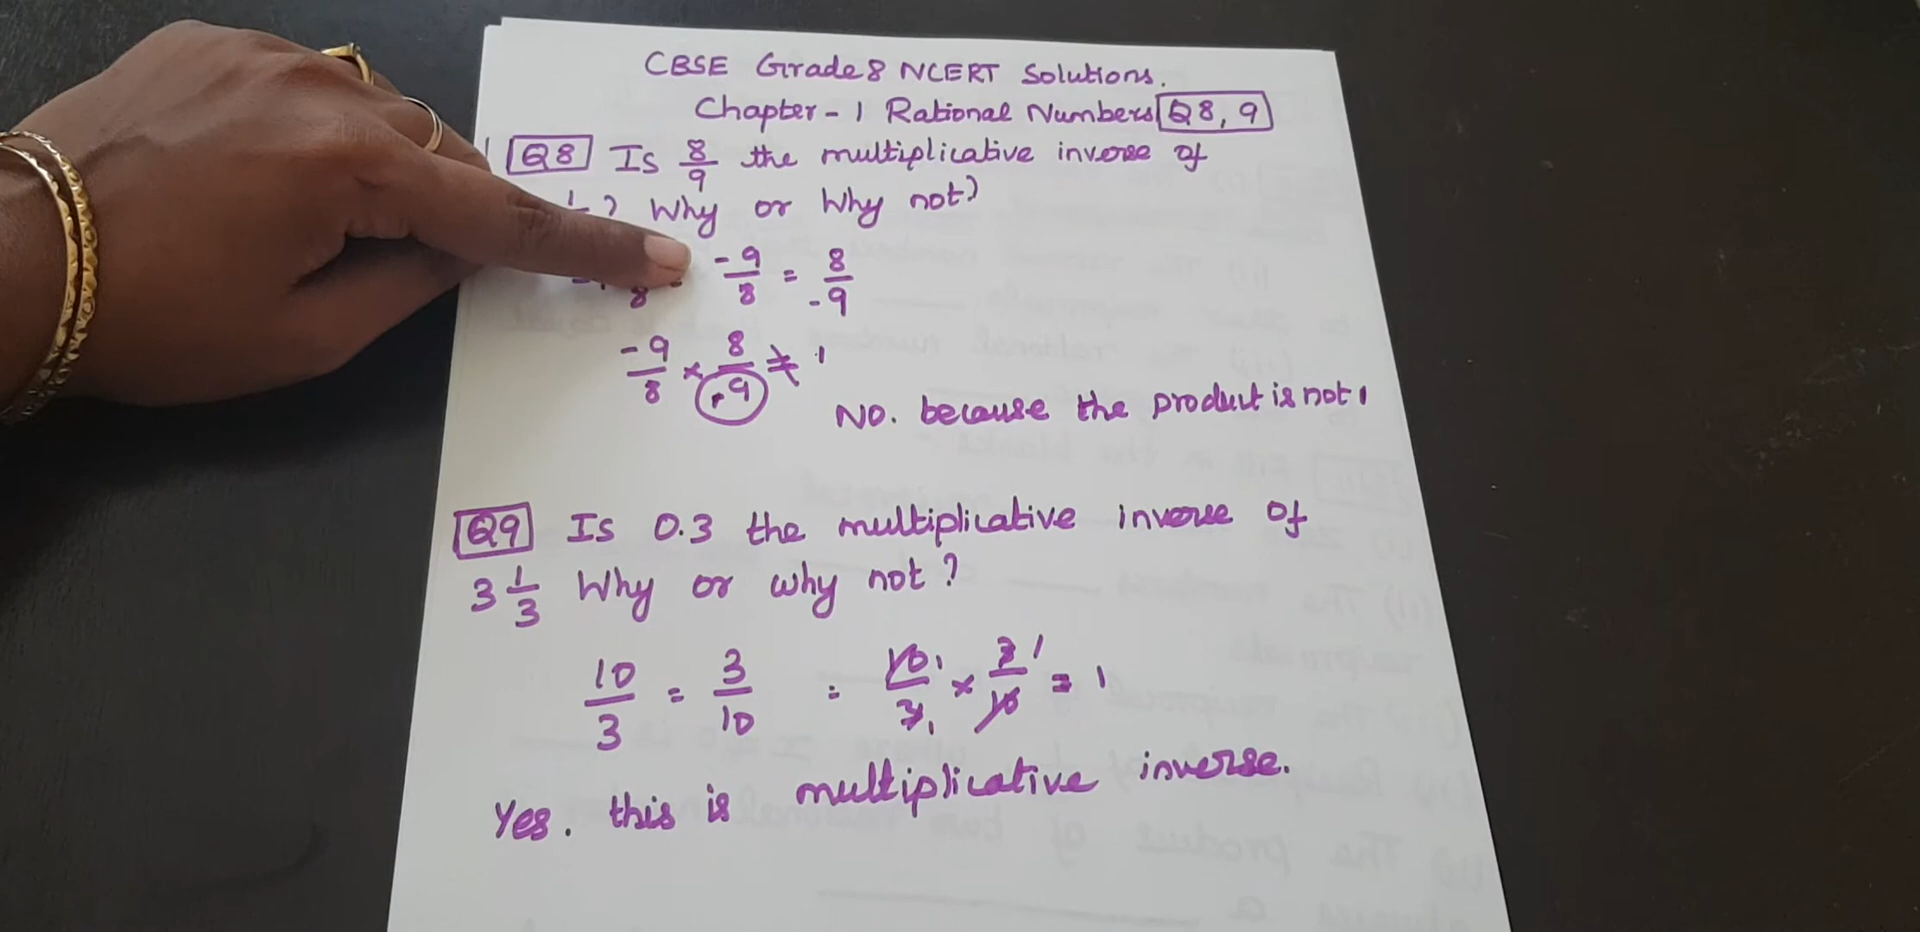 CBSE Grade 8 NCERT Solutions.
Chapter - 1 Rational Numbers Q8, 9
Q8 Is 8/9 the multiplicative inverse of
? Why or Why not?
8 = -9/8 = 8/-9
-9/8 × 8/9 ≠ 1
No. because the product is not 1
Q9 Is 0.3 the multiplicative inverse of
3 1/3 Why or why not?
10/3 = 3/10 = 10/3 × 3/10 = 1
Yes. this is multiplicative inverse.